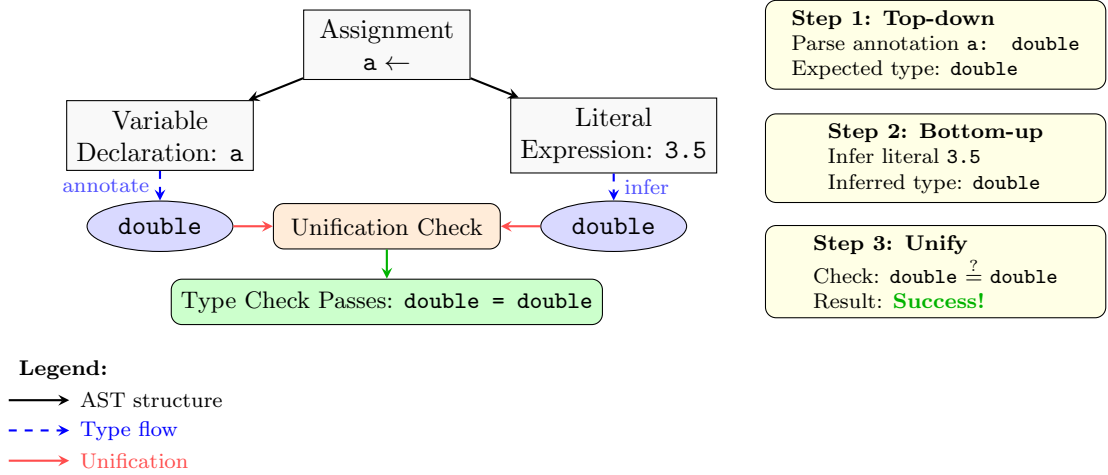 Assignment
a ←
Variable
Declaration: a
Literal
Expression: 3.5
annotate
infer
double
Unification Check
double
Type Check Passes: double = double
Step 1: Top-down
Parse annotation a: double
Expected type: double
Step 2: Bottom-up
Infer literal 3.5
Inferred type: double
Step 3: Unify
Check: double ≟ double
Result: Success!
Legend:
AST structure
Type flow
Unification